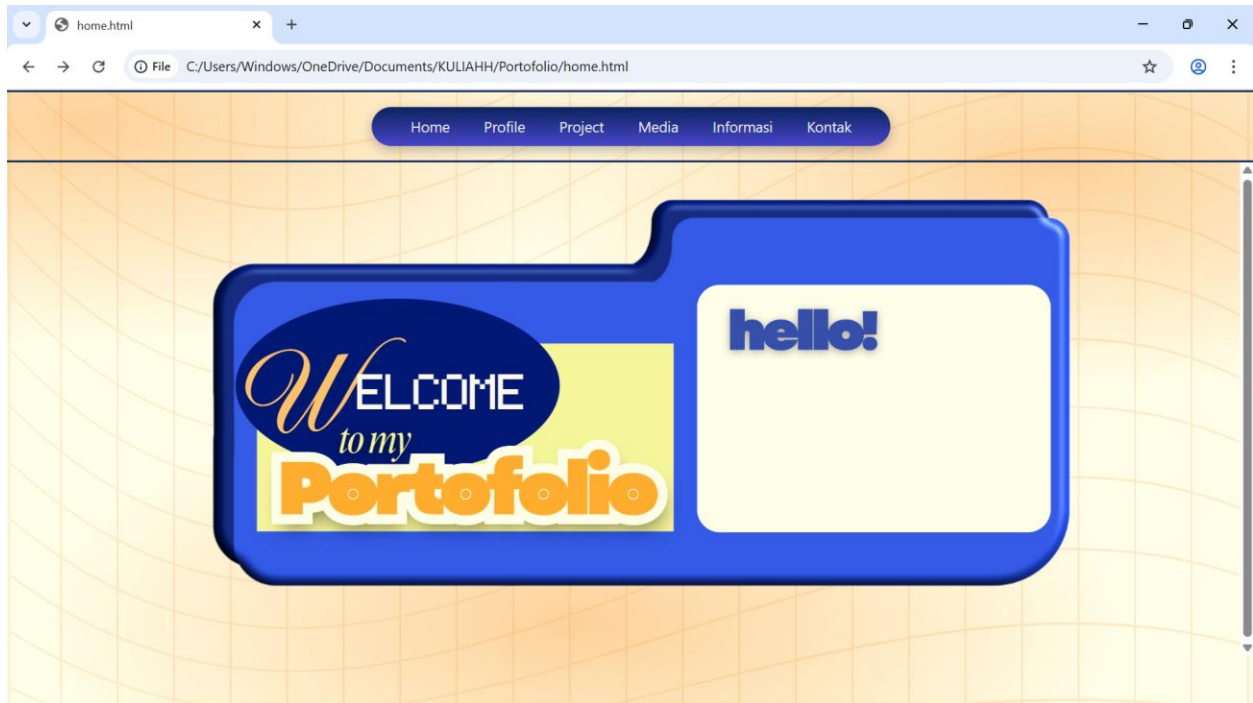 home.html
File C:/Users/Windows/OneDrive/Documents/KULIAHH/Portofolio/home.html
Home Profile Project Media Informasi Kontak
hello!
WELCOME
to my
Portofolio